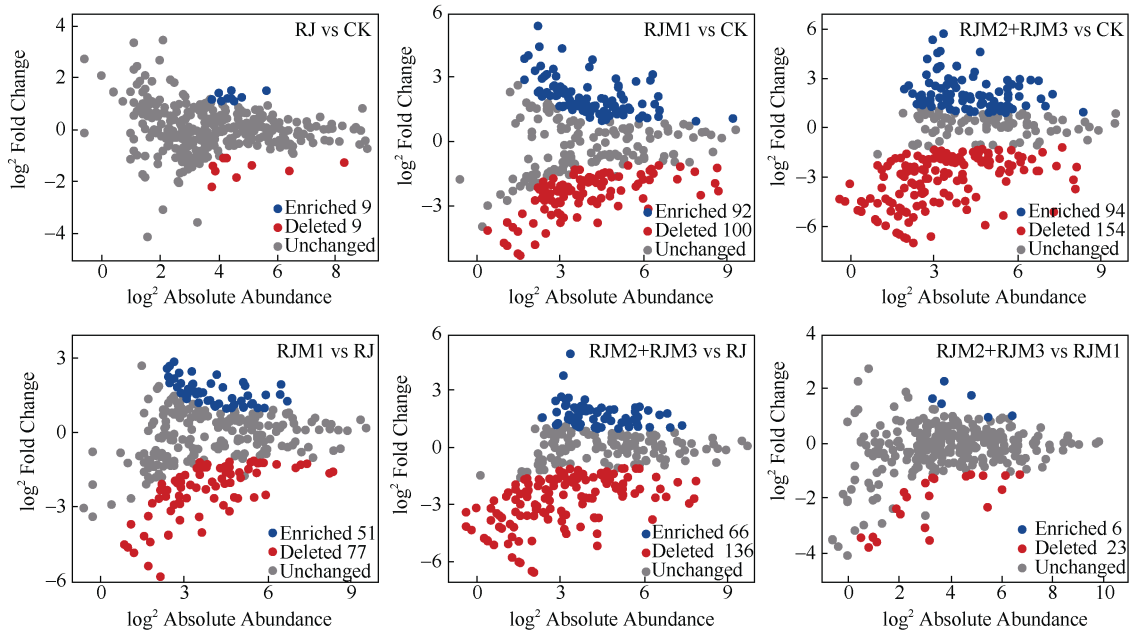 RJ vs CK
4
2
0
−2
−4
log² Fold Change
Enriched 9
Deleted 9
Unchanged
0 2 4 6 8
log² Absolute Abundance
RJM1 vs CK
6
3
0
−3
log² Fold Change
Enriched 92
Deleted 100
Unchanged
0 3 6 9
log² Absolute Abundance
RJM2+RJM3 vs CK
6
3
0
−3
−6
log² Fold Change
Enriched 94
Deleted 154
Unchanged
0 3 6 9
log² Absolute Abundance
RJM1 vs RJ
3
0
−3
−6
log² Fold Change
Enriched 51
Deleted 77
Unchanged
0 3 6 9
log² Absolute Abundance
RJM2+RJM3 vs RJ
6
3
0
−3
−6
log² Fold Change
Enriched 66
Deleted 136
Unchanged
0 3 6 9
log² Absolute Abundance
RJM2+RJM3 vs RJM1
4
2
0
−2
−4
log² Fold Change
Enriched 6
Deleted 23
Unchanged
0 2 4 6 8 10
log² Absolute Abundance